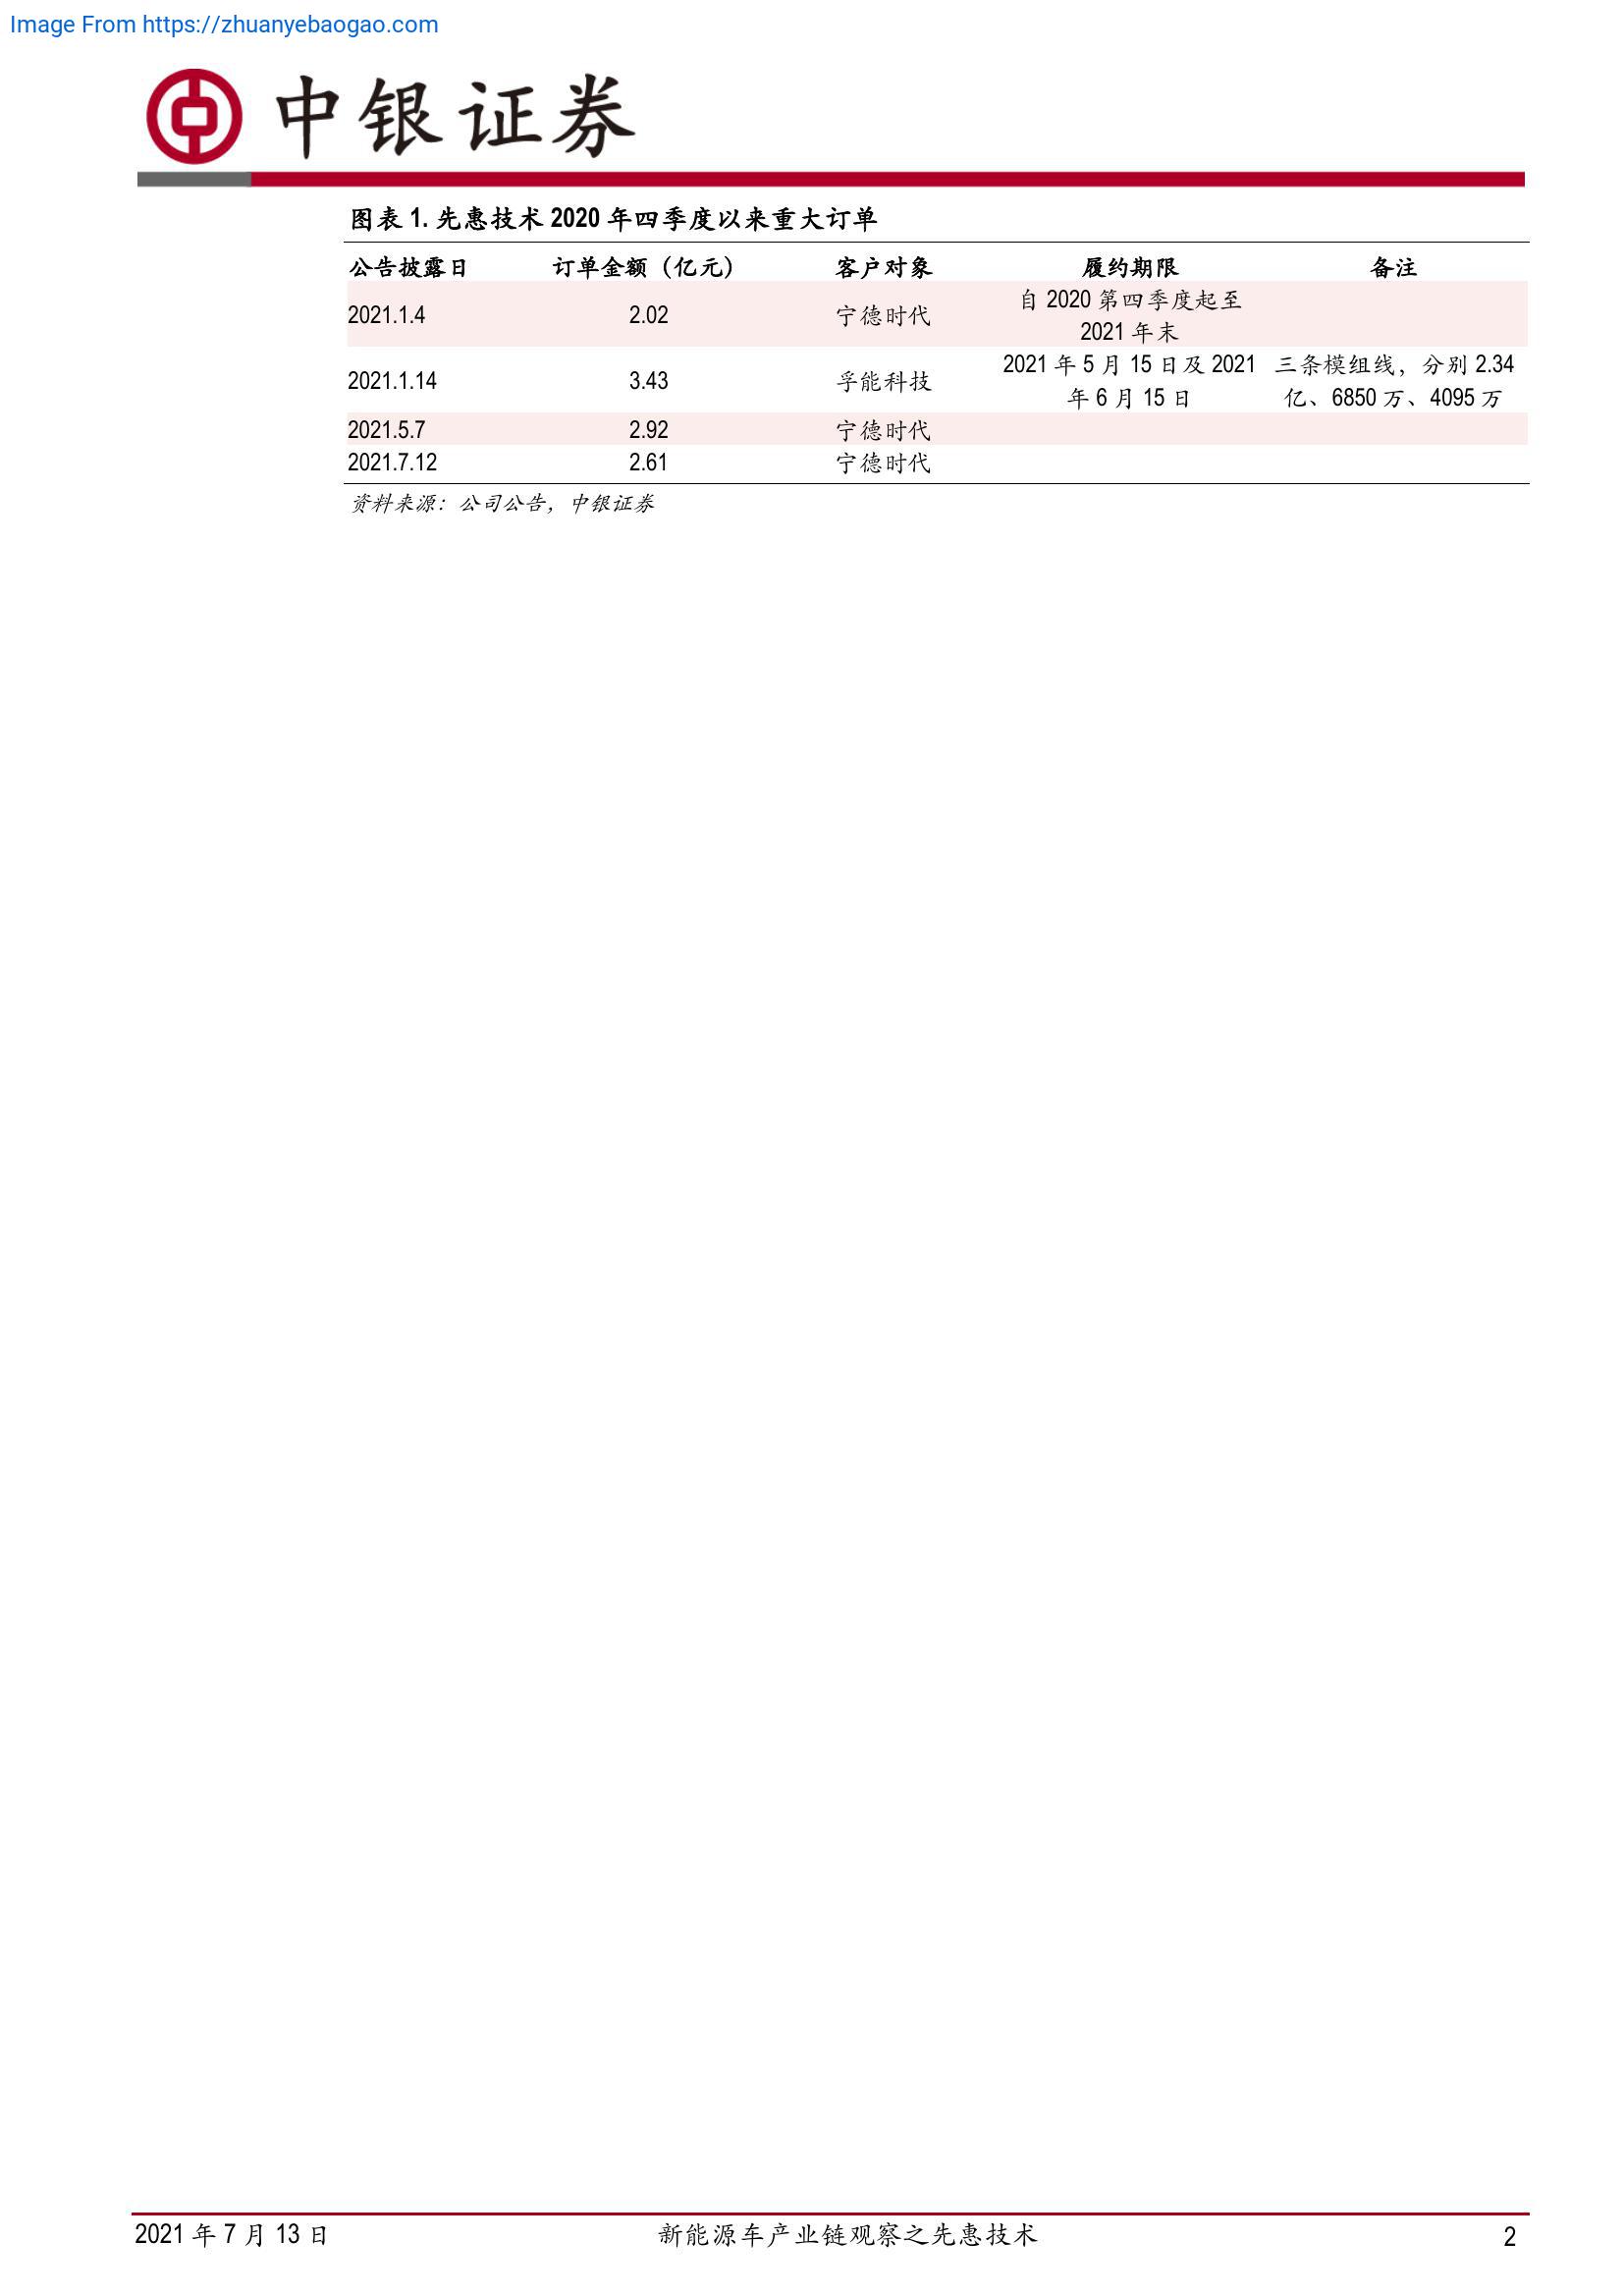 Image From https://zhuanyebaogao.com
中银证券
图表 1. 先惠技术 2020 年四季度以来重大订单
公告披露日 订单金额（亿元） 客户对象 履约期限 备注
2021.1.4 2.02 宁德时代 自 2020 第四季度起至
2021 年末
2021.1.14 3.43 孚能科技 2021 年 5 月 15 日及 2021 三条模组线，分别 2.34
年 6 月 15 日 亿、6850 万、4095 万
2021.5.7 2.92 宁德时代
2021.7.12 2.61 宁德时代
资料来源：公司公告，中银证券
2021 年 7 月 13 日 新能源车产业链观察之先惠技术 2